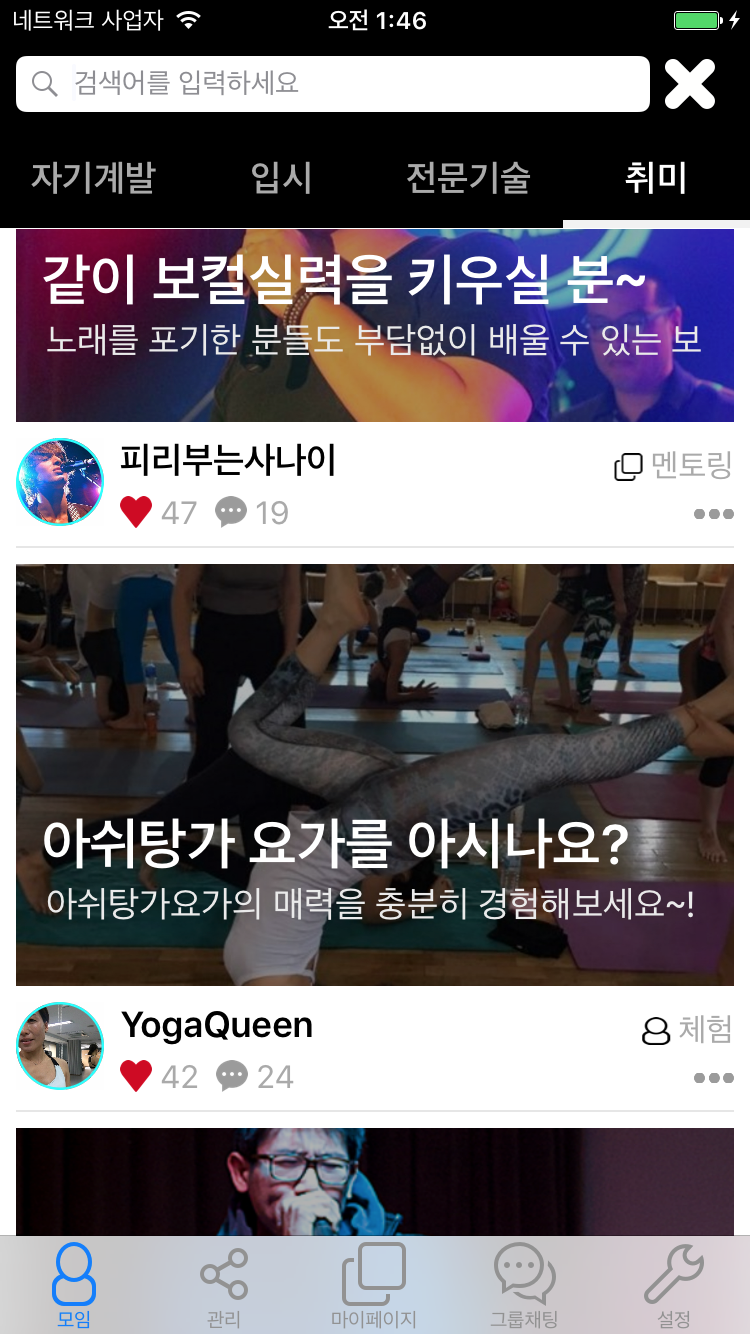 네트워크 사업자 오전 1:46
검색어를 입력하세요
자기계발 입시 전문기술 취미
같이 보컬실력을 키우실 분~
노래를 포기한 분들도 부담없이 배울 수 있는 보
피리부는사나이 멘토링
47 19
아쉬탕가 요가를 아시나요?
아쉬탕가요가의 매력을 충분히 경험해보세요~!
YogaQueen 체험
42 24
모임 관리 마이페이지 그룹채팅 설정